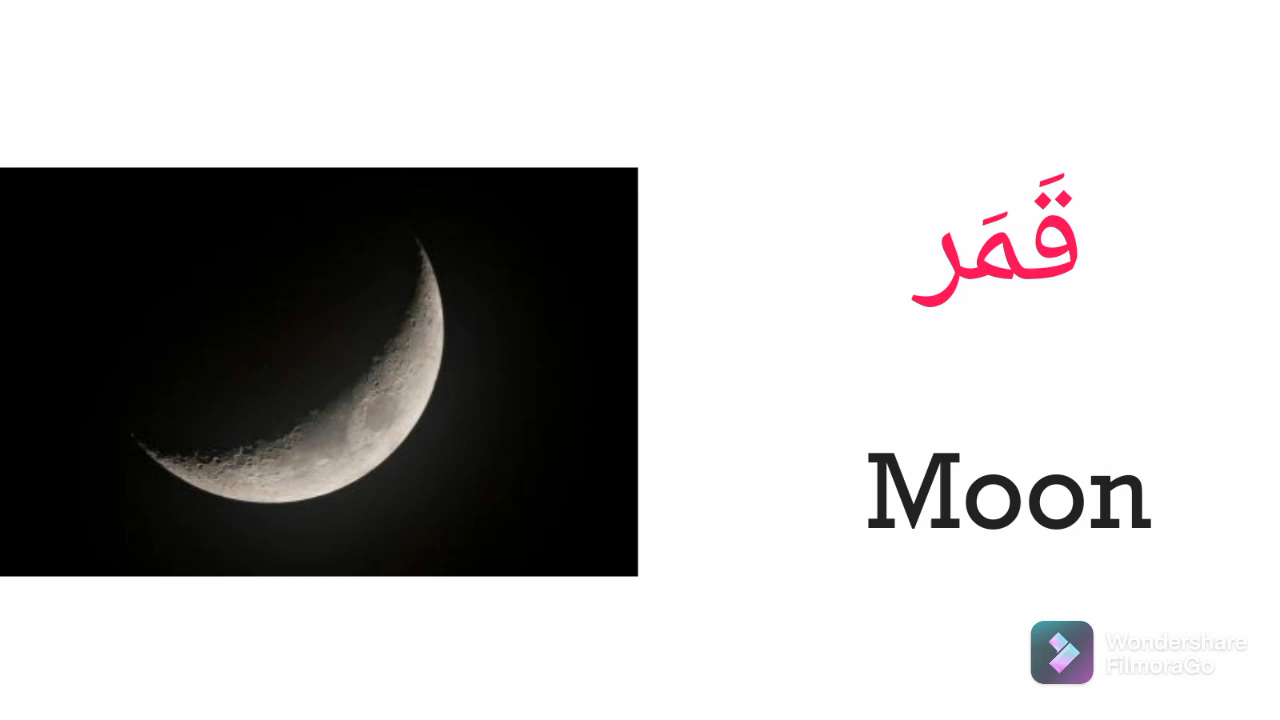 قَمَر
Moon
Wondershare
FilmoraGo